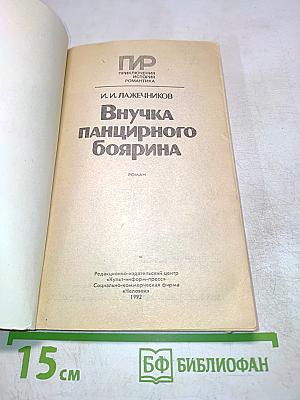 ПИР
ПРИКЛЮЧЕНИЯ
ИСТОРИЯ
РОМАНТИКА
И. И. ЛАЖЕЧНИКОВ
Внучка
панцирного
боярина
РОМАН
Редакционно-издательский центр
«Культ-информ-пресс»
Социально-коммерческая фирма
«Человек»
1992
15 см
БФ БИБЛИОФАН